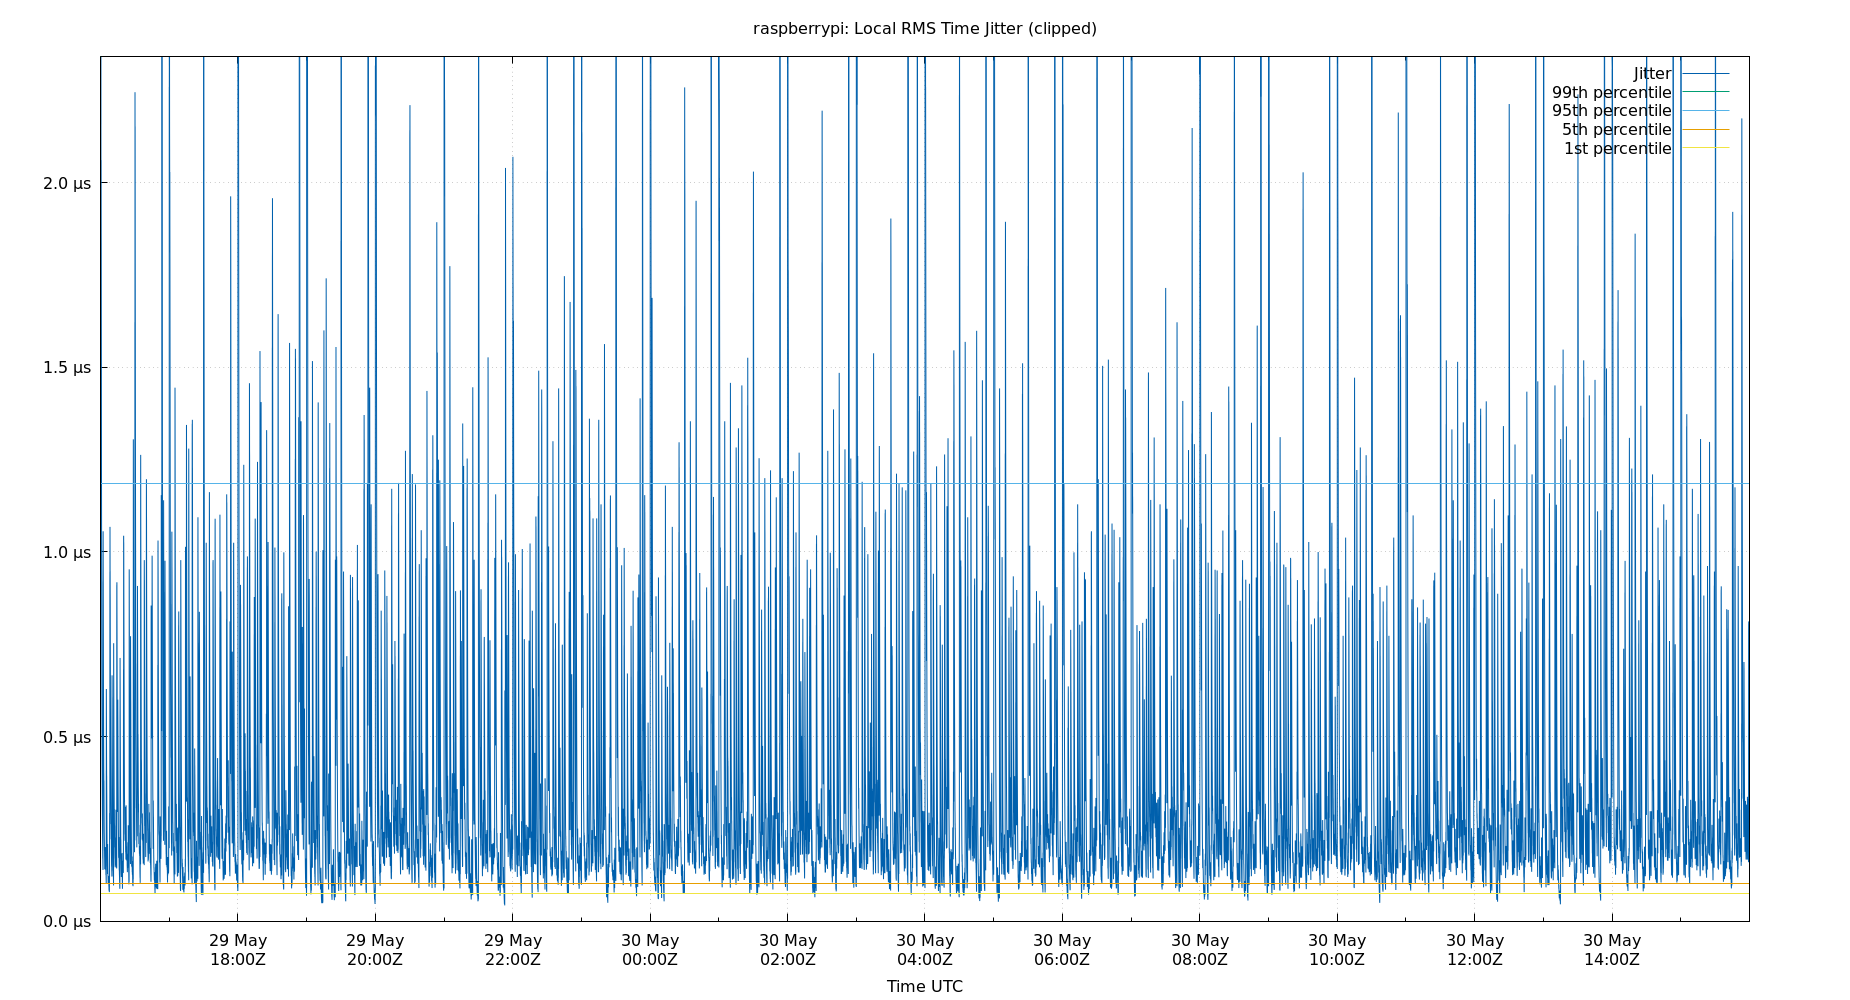 raspberrypi: Local RMS Time Jitter (clipped)
Jitter
99th percentile
95th percentile
5th percentile
1st percentile
2.0 µs
1.5 µs
1.0 µs
0.5 µs
0.0 µs
29 May 29 May 29 May 30 May 30 May 30 May 30 May 30 May 30 May 30 May 30 May
18:00Z 20:00Z 22:00Z 00:00Z 02:00Z 04:00Z 06:00Z 08:00Z 10:00Z 12:00Z 14:00Z
Time UTC